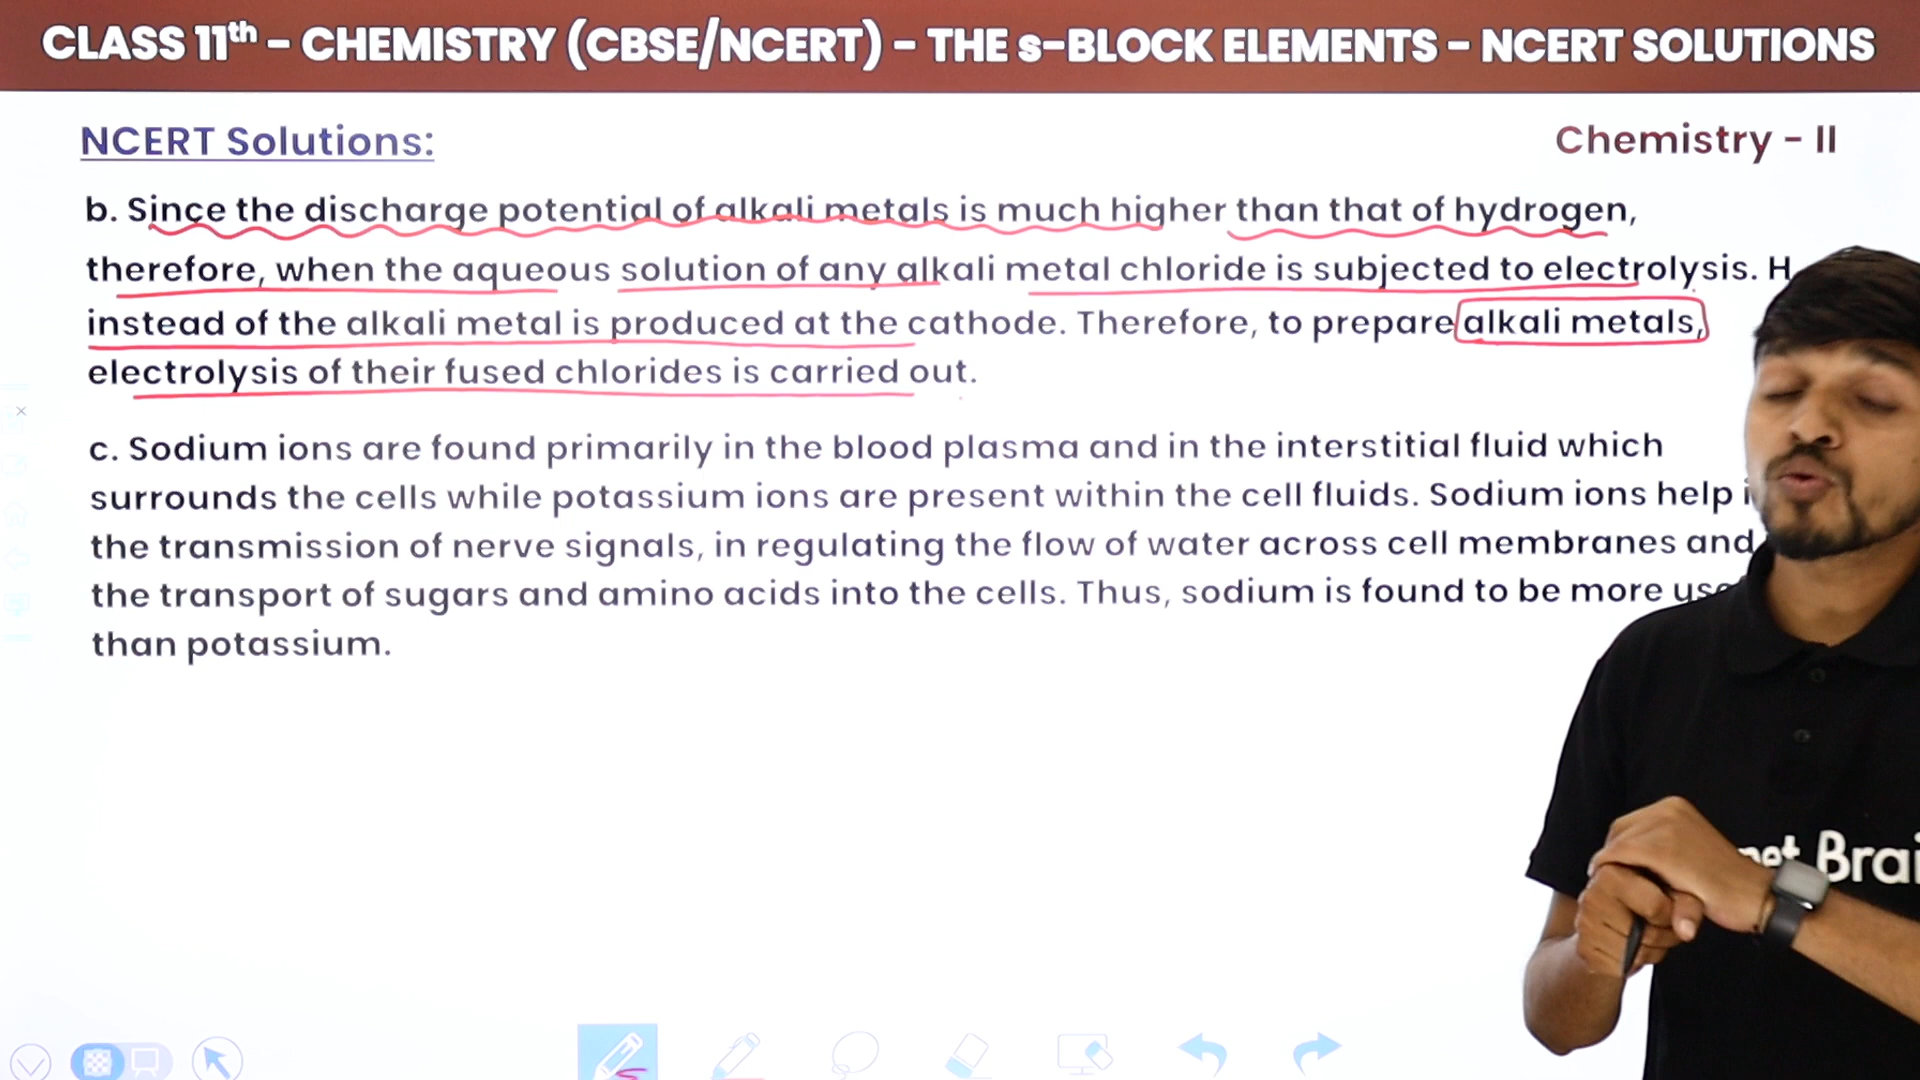 CLASS 11th - CHEMISTRY (CBSE/NCERT) - THE s-BLOCK ELEMENTS - NCERT SOLUTIONS
NCERT Solutions:
Chemistry - II
b. Since the discharge potential of alkali metals is much higher than that of hydrogen,
therefore, when the aqueous solution of any alkali metal chloride is subjected to electrolysis. H
instead of the alkali metal is produced at the cathode. Therefore, to prepare alkali metals,
electrolysis of their fused chlorides is carried out.
c. Sodium ions are found primarily in the blood plasma and in the interstitial fluid which
surrounds the cells while potassium ions are present within the cell fluids. Sodium ions help
the transmission of nerve signals, in regulating the flow of water across cell membranes and
the transport of sugars and amino acids into the cells. Thus, sodium is found to be more
than potassium.